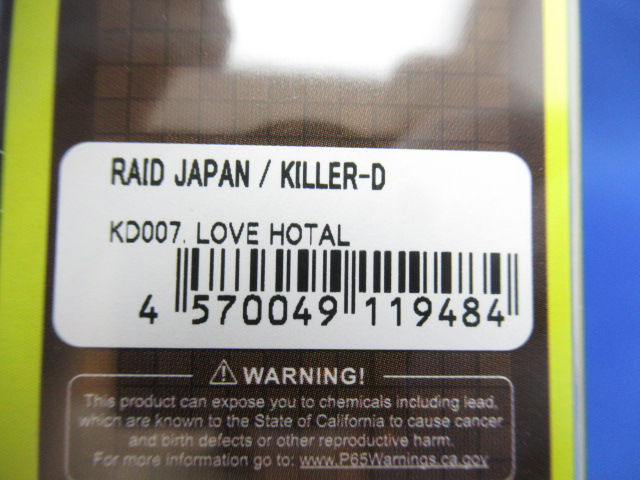 RAID JAPAN / KILLER-D
KD007. LOVE HOTAL
4 570049 119484
WARNING!
This product can expose you to chemicals including lead,
which are known to the State of California to cause cancer
and birth defects or other reproductive harm.
For more information go to: www.P65Warnings.ca.gov